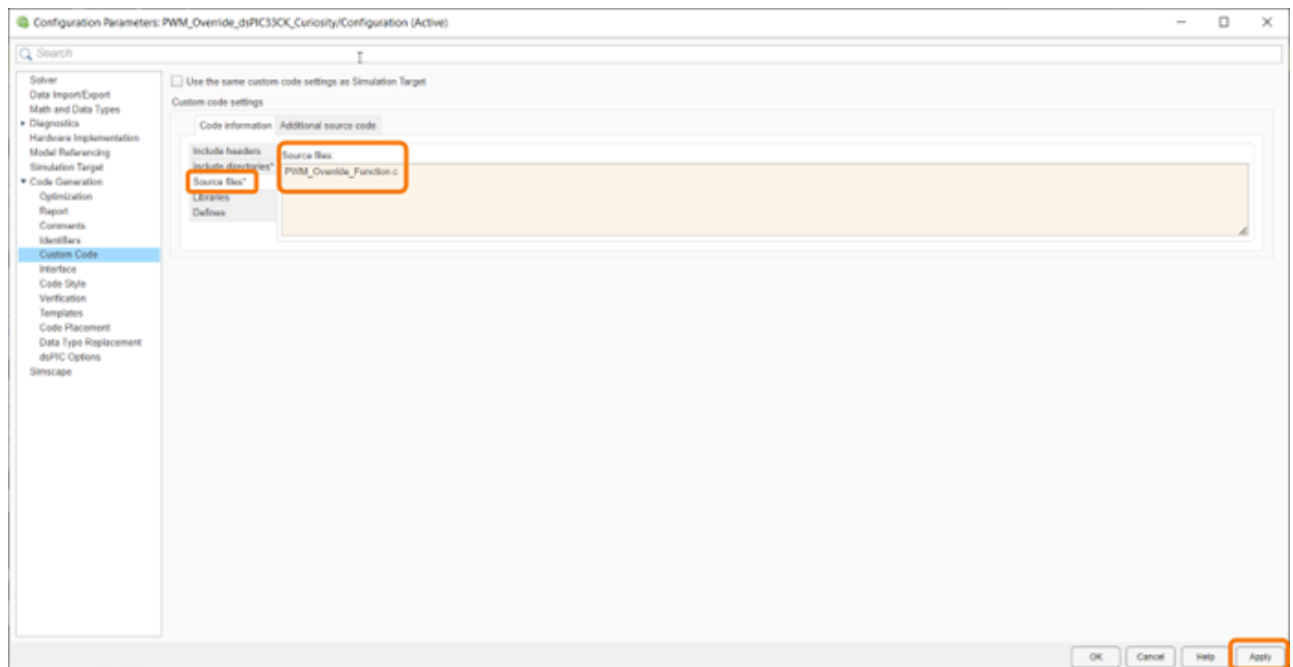 Configuration Parameters: PWM_Override_dsPIC33CK_Curiosity/Configuration (Active)
Search
Solver
Data Import/Export
Math and Data Types
Diagnostics
Hardware Implementation
Model Referencing
Simulation Target
Code Generation
Optimization
Report
Comments
Identifiers
Custom Code
Interface
Code Style
Verification
Templates
Code Placement
Data Type Replacement
dsPIC Options
Simscape
Use the same custom code settings as Simulation Target
Custom code settings
Code information Additional source code
Include headers
Include directories*
Source files*
Libraries
Defines
Source files:
PWM_Override_Function.c
OK Cancel Help Apply